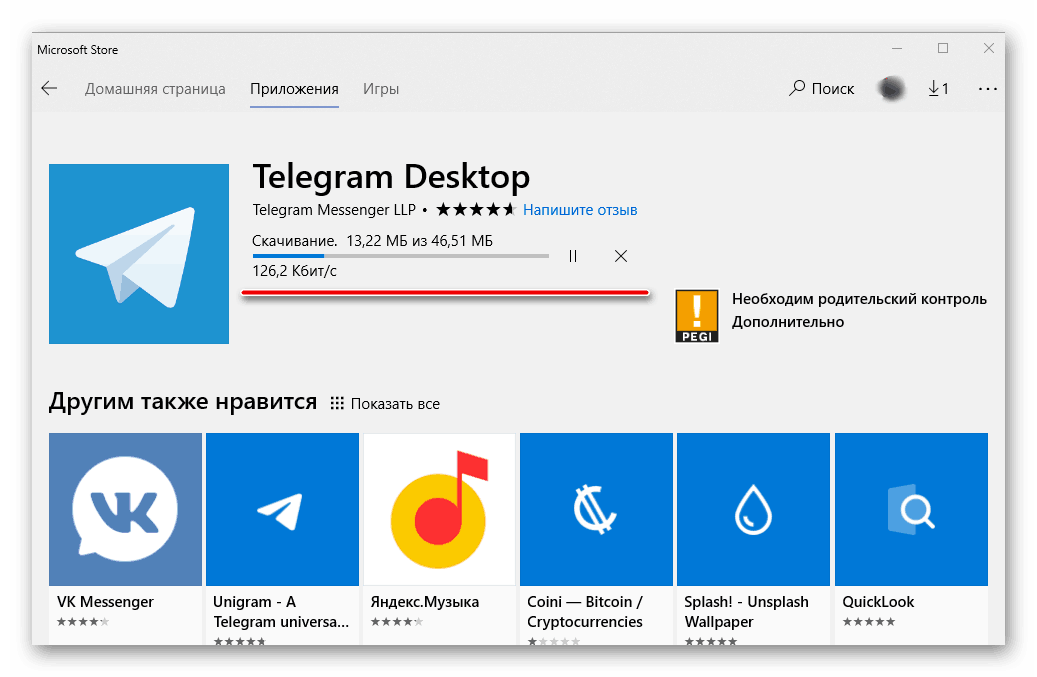 Microsoft Store
Домашняя страница Приложения Игры Поиск 1
Telegram Desktop
Telegram Messenger LLP • Напишите отзыв
Скачивание. 13,22 МБ из 46,51 МБ
126,2 Кбит/с
Необходим родительский контроль
Дополнительно
! PEGI
Другим также нравится Показать все
VK Messenger
Unigram - A
Telegram universa...
Яндекс.Музыка
Coini — Bitcoin /
Cryptocurrencies
Splash! - Unsplash
Wallpaper
QuickLook